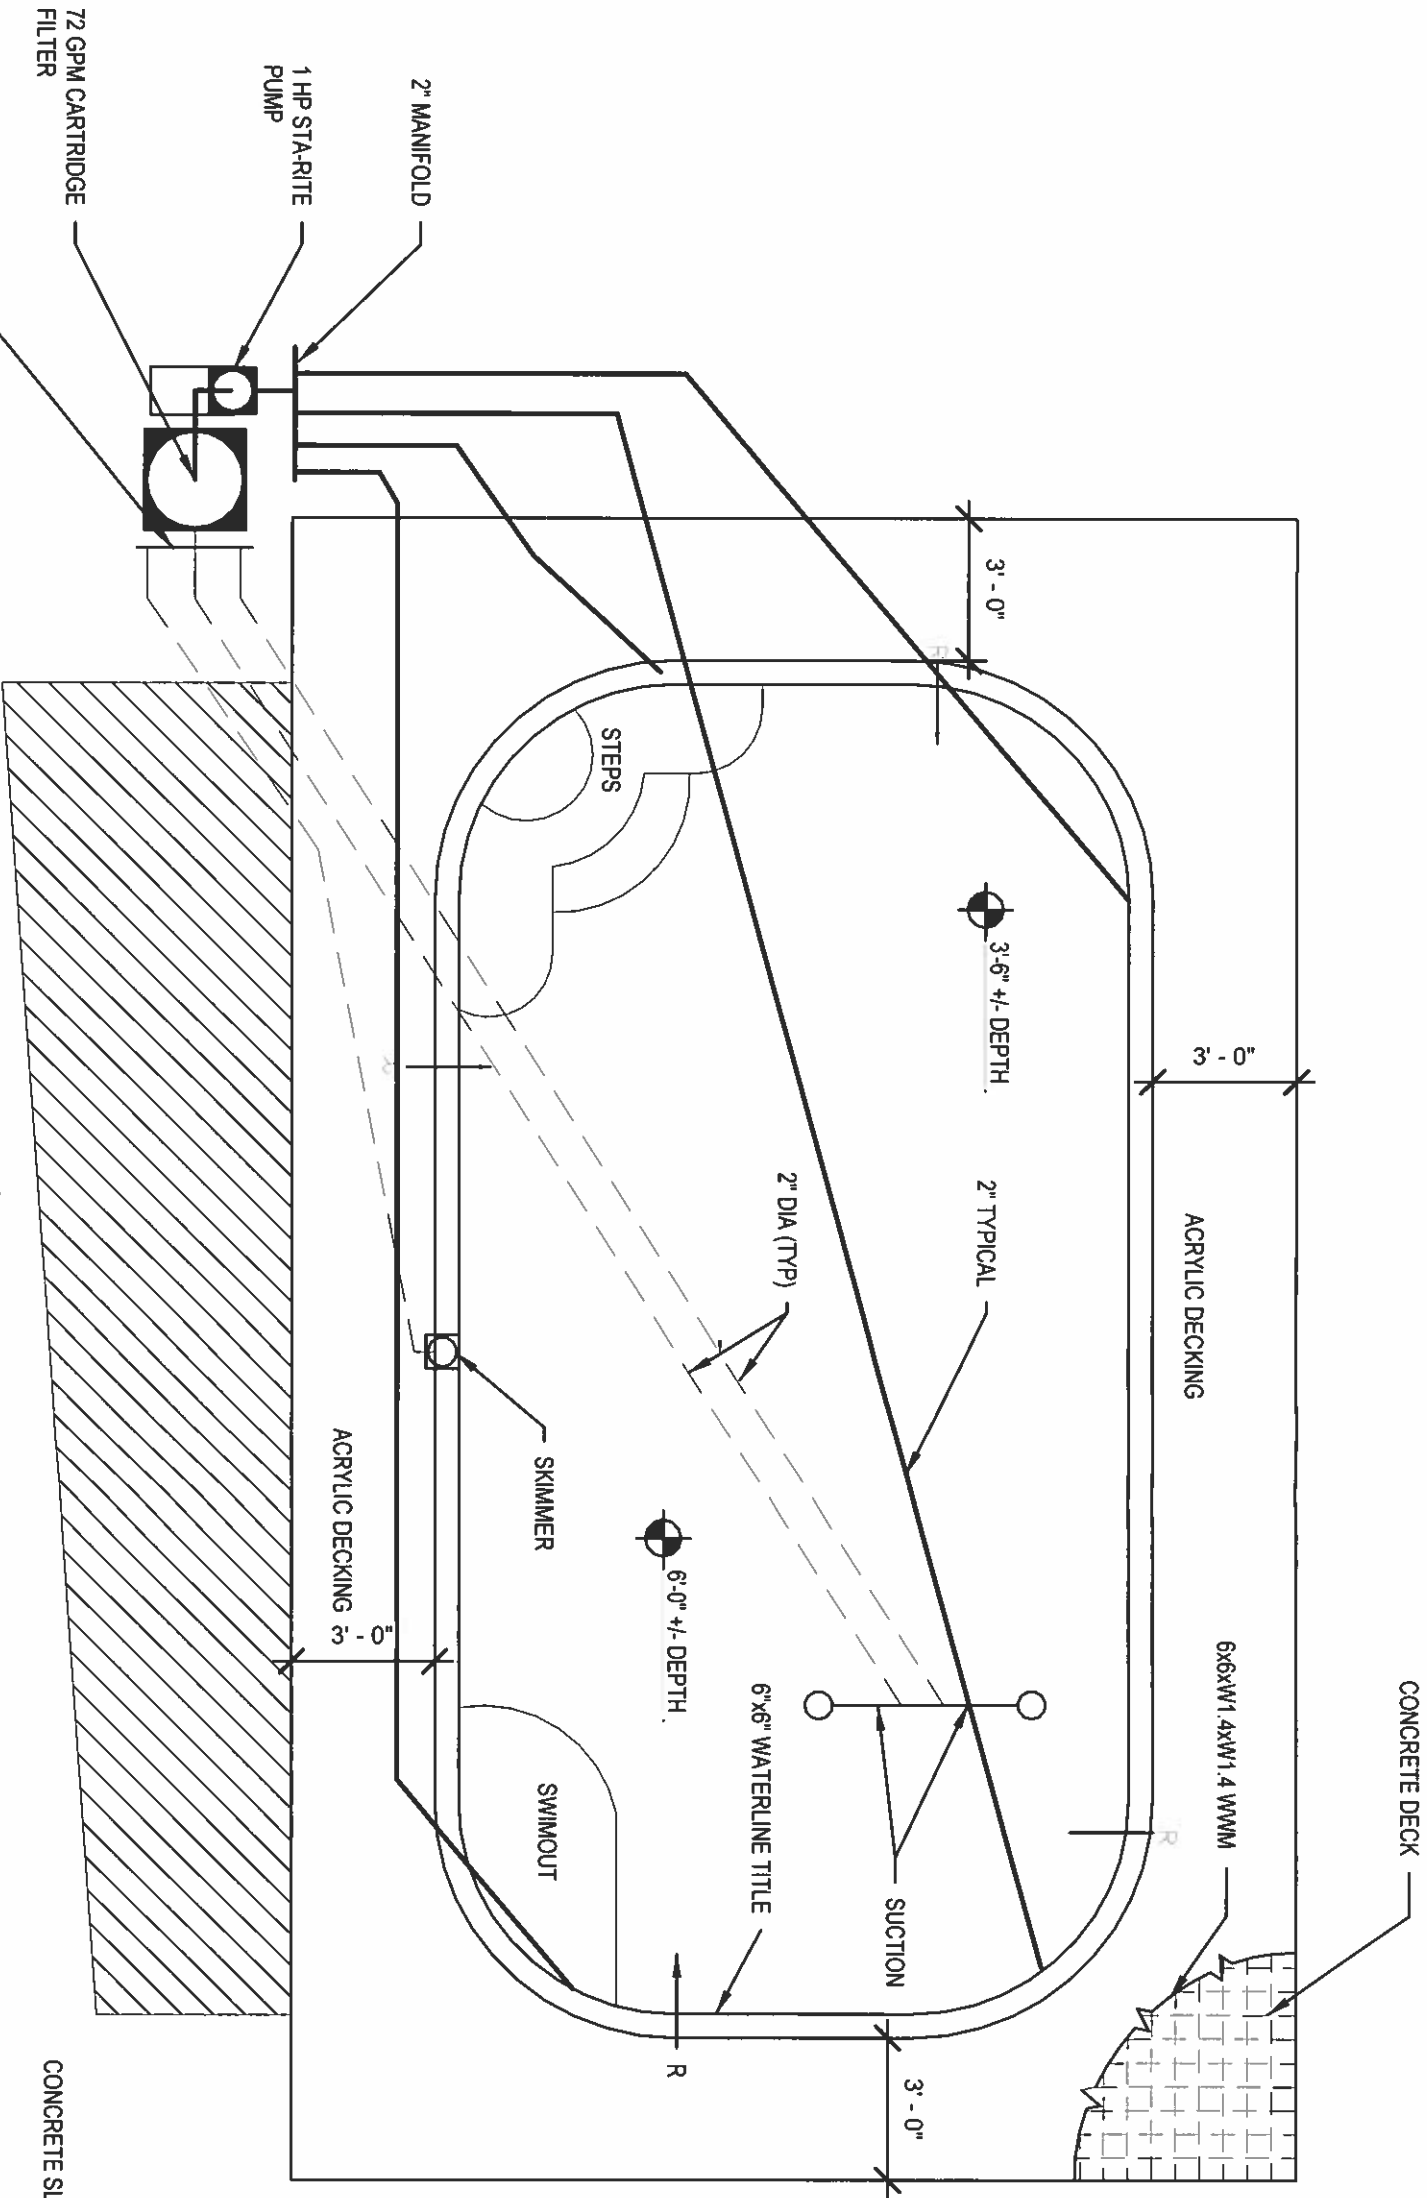 CONCRETE DECK
6x6xW1.4xW1.4 WWM
3' - 0"
ACRYLIC DECKING
R
3' - 0"
R
3'-6" +/- DEPTH
2" TYPICAL
SUCTION
3' - 0"
2" DIA (TYP)
6"x6" WATERLINE TITLE
R
6'-0" +/- DEPTH
STEPS
SKIMMER
SWIMOUT
2" MANIFOLD
R
ACRYLIC DECKING
3' - 0"
1 HP STA-RITE
PUMP
72 GPM CARTRIDGE
FILTER
CONCRETE